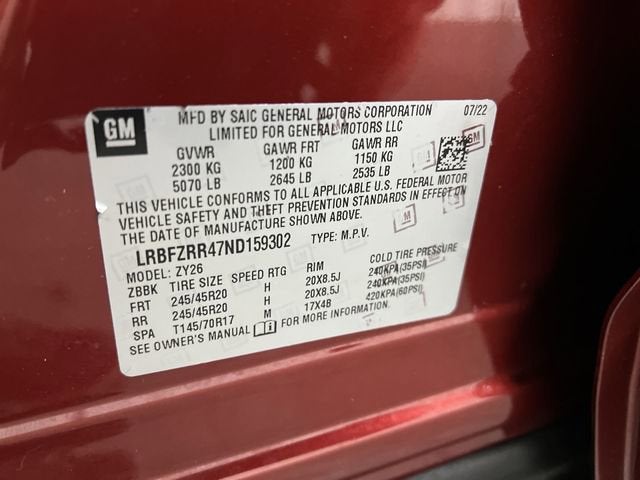 GM
MFD BY SAIC GENERAL MOTORS CORPORATION 07/22
LIMITED FOR GENERAL MOTORS LLC
GVWR GAWR FRT GAWR RR
2300 KG 1200 KG 1150 KG
5070 LB 2645 LB 2535 LB
THIS VEHICLE CONFORMS TO ALL APPLICABLE U.S. FEDERAL MOTOR
VEHICLE SAFETY AND THEFT PREVENTION STANDARDS IN EFFECT ON
THE DATE OF MANUFACTURE SHOWN ABOVE.
LRBFZRR47ND159302 TYPE: M.P.V.
MODEL: ZY26
ZBBK TIRE SIZE SPEED RTG RIM COLD TIRE PRESSURE
FRT 245/45R20 H 20X8.5J 240KPA(35PSI)
RR 245/45R20 H 20X8.5J 240KPA(35PSI)
SPA T145/70R17 M 17X4B 420KPA(60PSI)
SEE OWNER'S MANUAL FOR MORE INFORMATION.